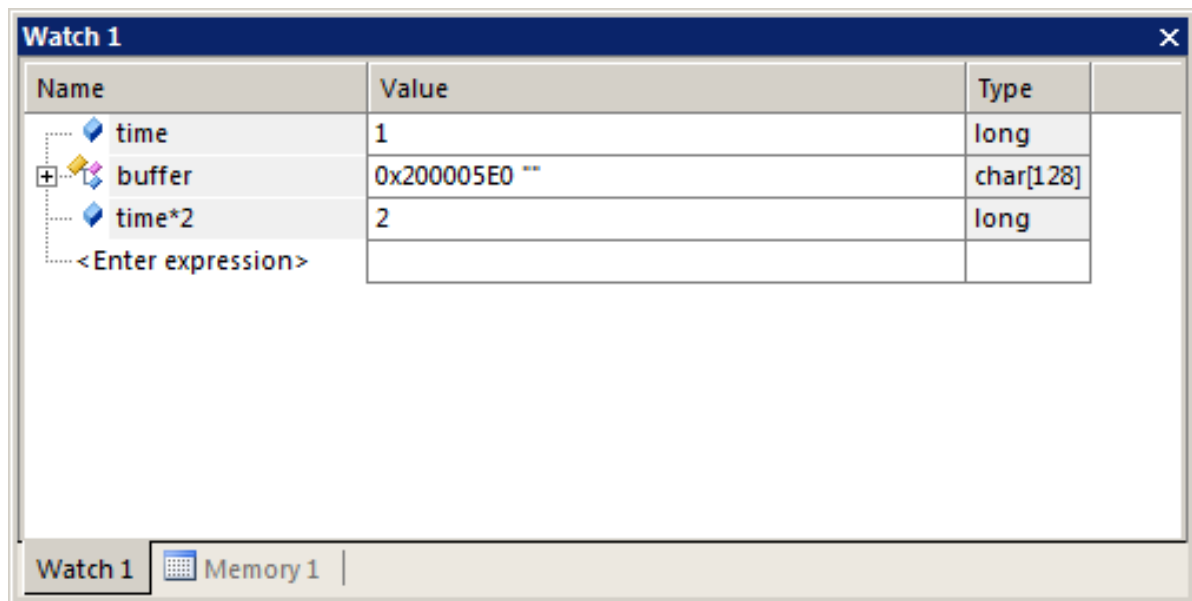 Watch 1
Name Value Type
time 1 long
buffer 0x200005E0 "" char[128]
time*2 2 long
<Enter expression>
Watch 1 Memory 1